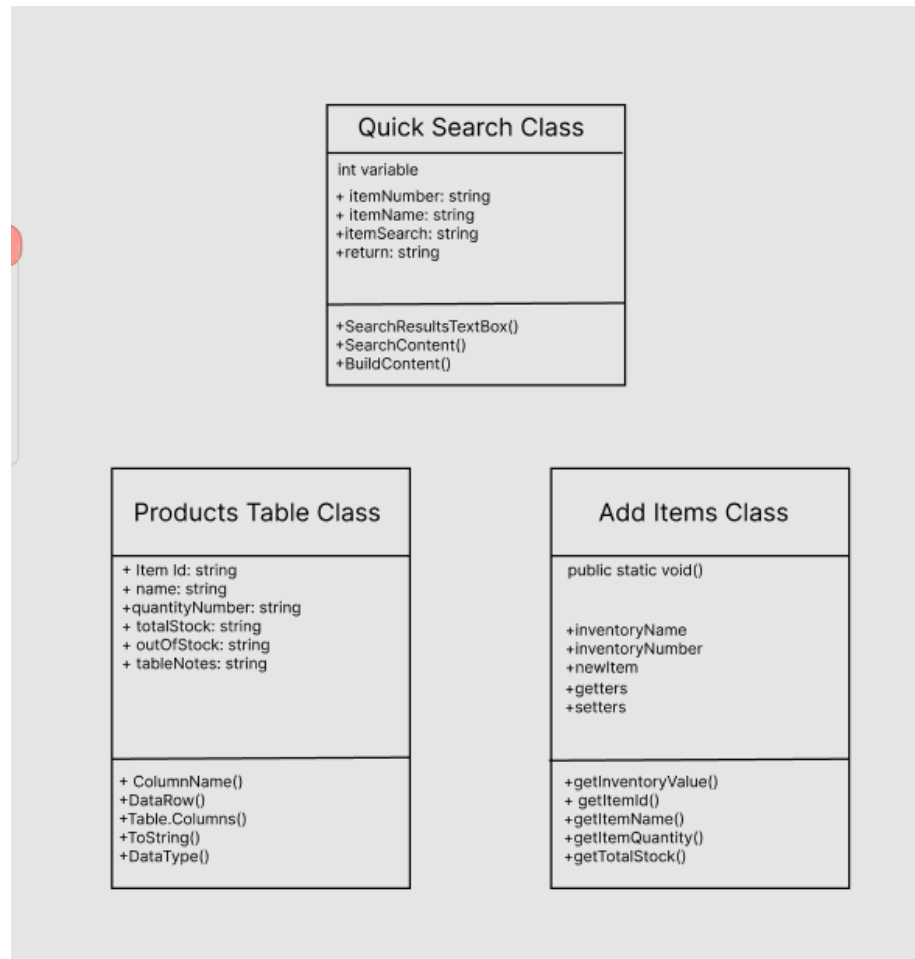 Quick Search Class
int variable
+ itemNumber: string
+ itemName: string
+itemSearch: string
+return: string
+SearchResultsTextBox()
+SearchContent()
+BuildContent()
Products Table Class
+ Item Id: string
+ name: string
+quantityNumber: string
+ totalStock: string
+ outOfStock: string
+ tableNotes: string
+ ColumnName()
+DataRow()
+Table.Columns()
+ToString()
+DataType()
Add Items Class
public static void()
+inventoryName
+inventoryNumber
+newItem
+getters
+setters
+getInventoryValue()
+ getItemId()
+getItemName()
+getItemQuantity()
+getTotalStock()